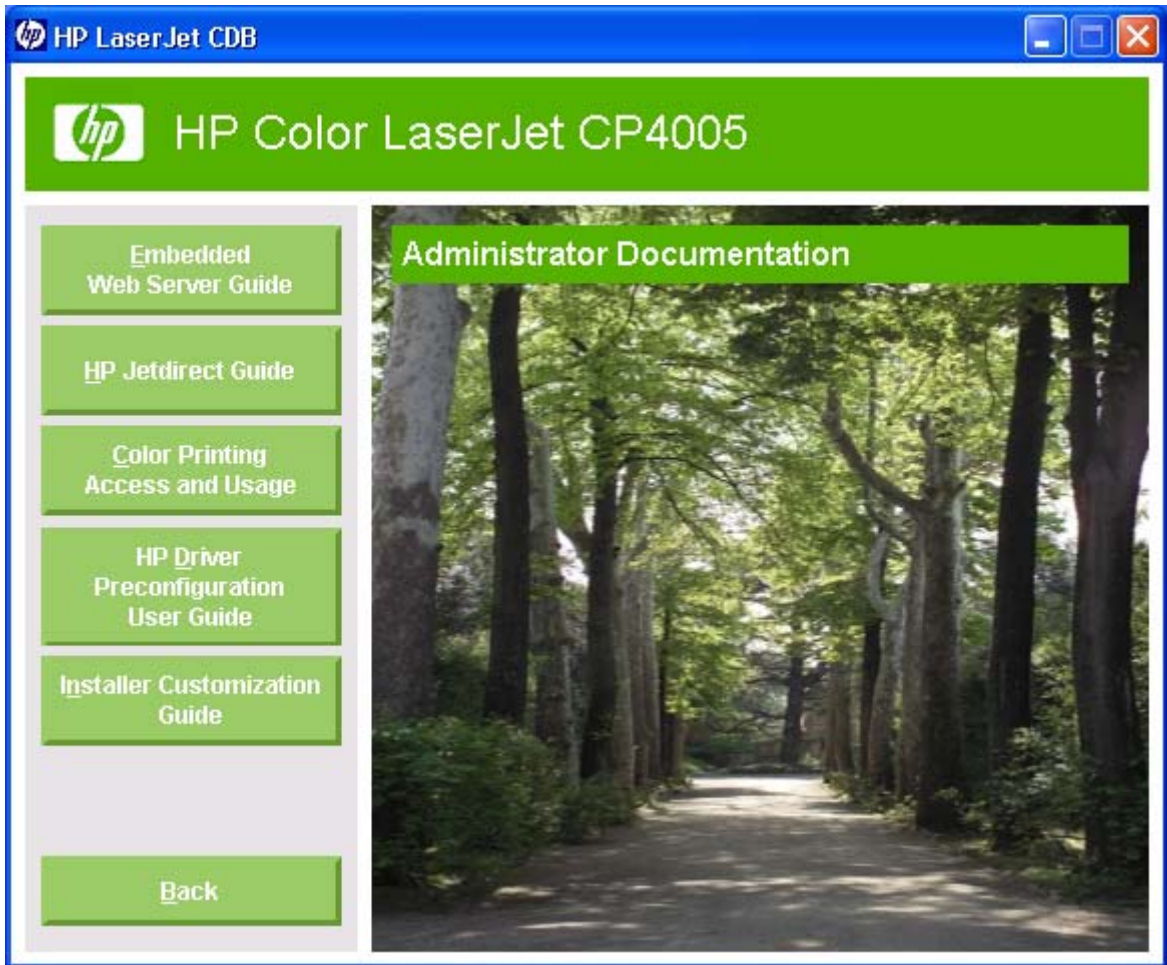 HP LaserJet CDB
hp HP Color LaserJet CP4005
Embedded
Web Server Guide
HP Jetdirect Guide
Color Printing
Access and Usage
HP Driver
Preconfiguration
User Guide
Installer Customization
Guide
Back
Administrator Documentation